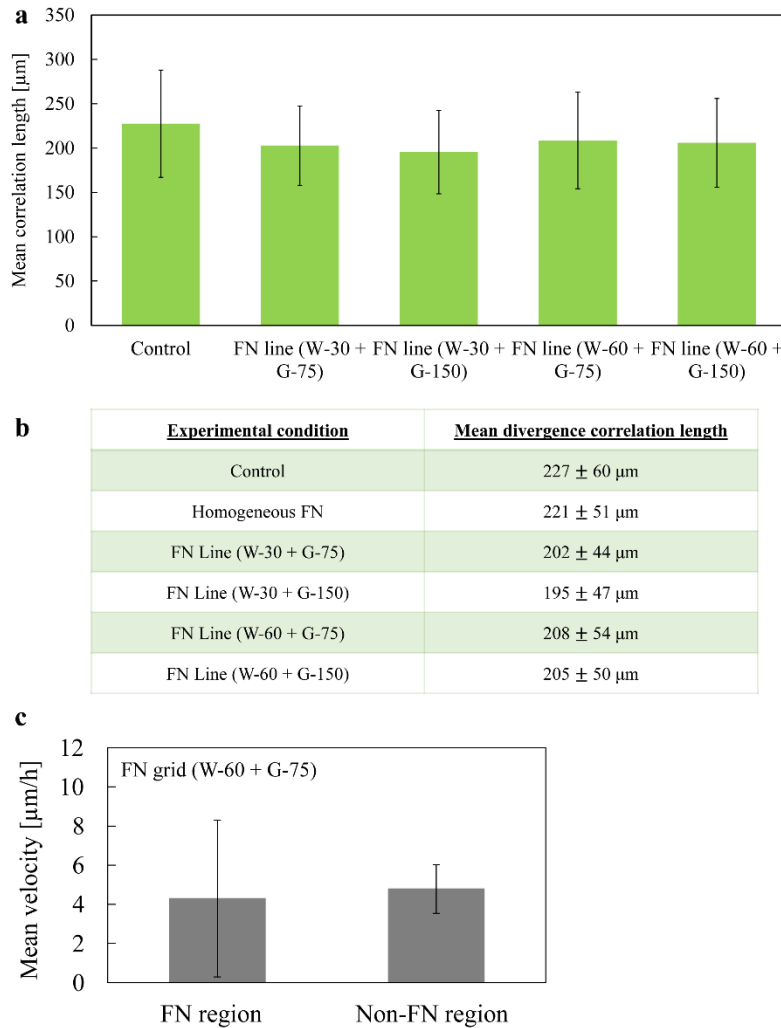 a
Mean correlation length [µm]
350
300
250
200
150
100
50
0
Control
FN line (W-30 + G-75)
FN line (W-30 + G-150)
FN line (W-60 + G-75)
FN line (W-60 + G-150)
b
Experimental condition Mean divergence correlation length
Control 227 ± 60 µm
Homogeneous FN 221 ± 51 µm
FN Line (W-30 + G-75) 202 ± 44 µm
FN Line (W-30 + G-150) 195 ± 47 µm
FN Line (W-60 + G-75) 208 ± 54 µm
FN Line (W-60 + G-150) 205 ± 50 µm
c
Mean velocity [µm/h]
12
10
8
6
4
2
0
FN grid (W-60 + G-75)
FN region
Non-FN region